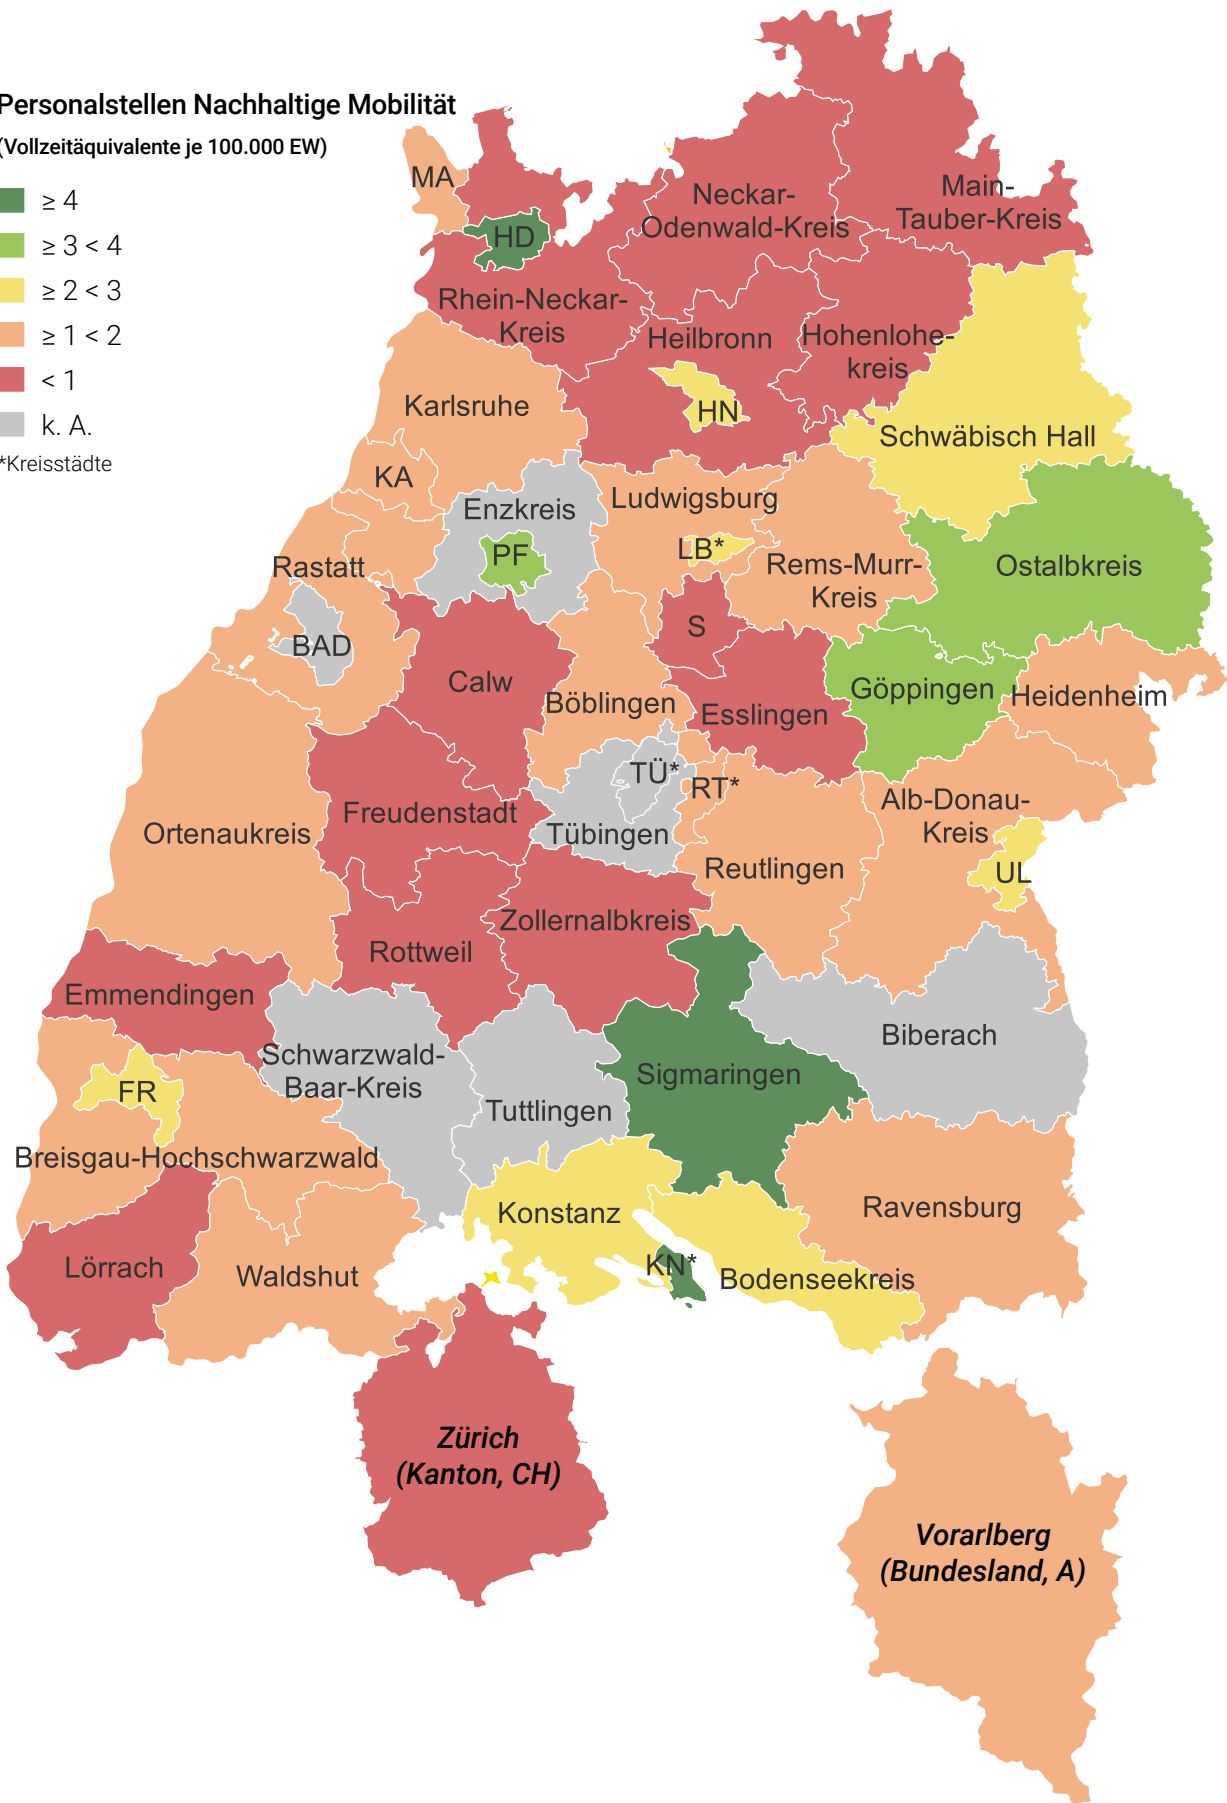 Personalstellen Nachhaltige Mobilität
(Vollzeitäquivalente je 100.000 EW)
≥ 4
≥ 3 < 4
≥ 2 < 3
≥ 1 < 2
< 1
k. A.
*Kreisstädte
MA
HD
Neckar-
Odenwald-Kreis
Main-
Tauber-Kreis
Rhein-Neckar-
Kreis
Heilbronn
Hohenlohe-
kreis
HN
Karlsruhe
Schwäbisch Hall
KA
Enzkreis
Ludwigsburg
PF
LB*
Rems-Murr-
Kreis
Ostalbkreis
Rastatt
BAD
S
Calw
Böblingen
Esslingen
Göppingen
Heidenheim
TÜ*
RT*
Freudenstadt
Tübingen
Ortenaukreis
Reutlingen
Alb-Donau-
Kreis
UL
Zollernalbkreis
Rottweil
Emmendingen
Schwarzwald-
Baar-Kreis
Tuttlingen
Sigmaringen
Biberach
FR
Breisgau-Hochschwarzwald
Konstanz
Ravensburg
KN*
Bodenseekreis
Lörrach
Waldshut
Zürich
(Kanton, CH)
Vorarlberg
(Bundesland, A)